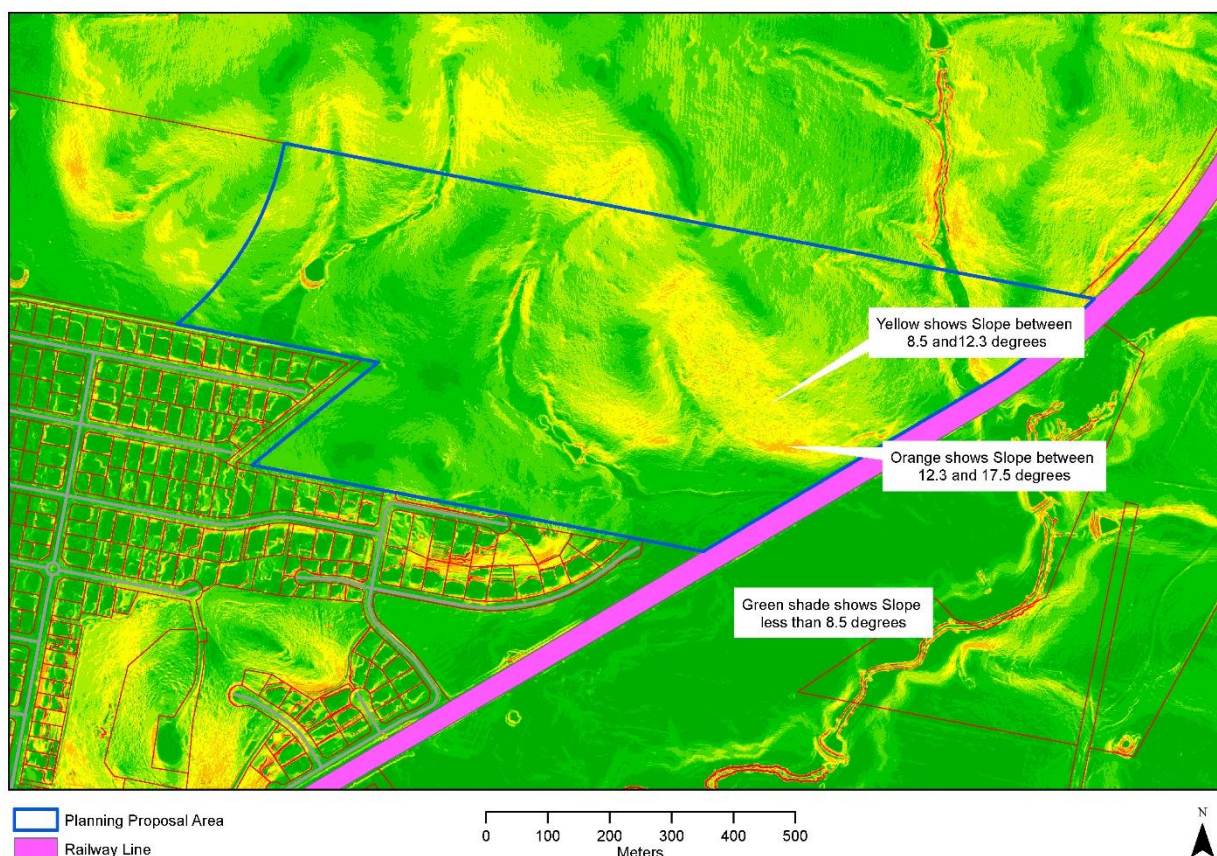 Yellow shows Slope between
8.5 and12.3 degrees
Orange shows Slope between
12.3 and 17.5 degrees
Green shade shows Slope
less than 8.5 degrees
Planning Proposal Area
Railway Line
0 100 200 300 400 500
Meters
N